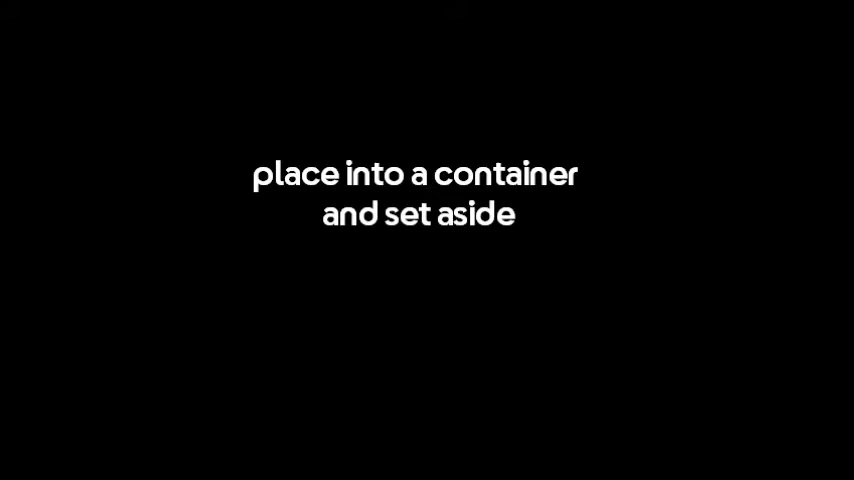 place into a container
and set aside